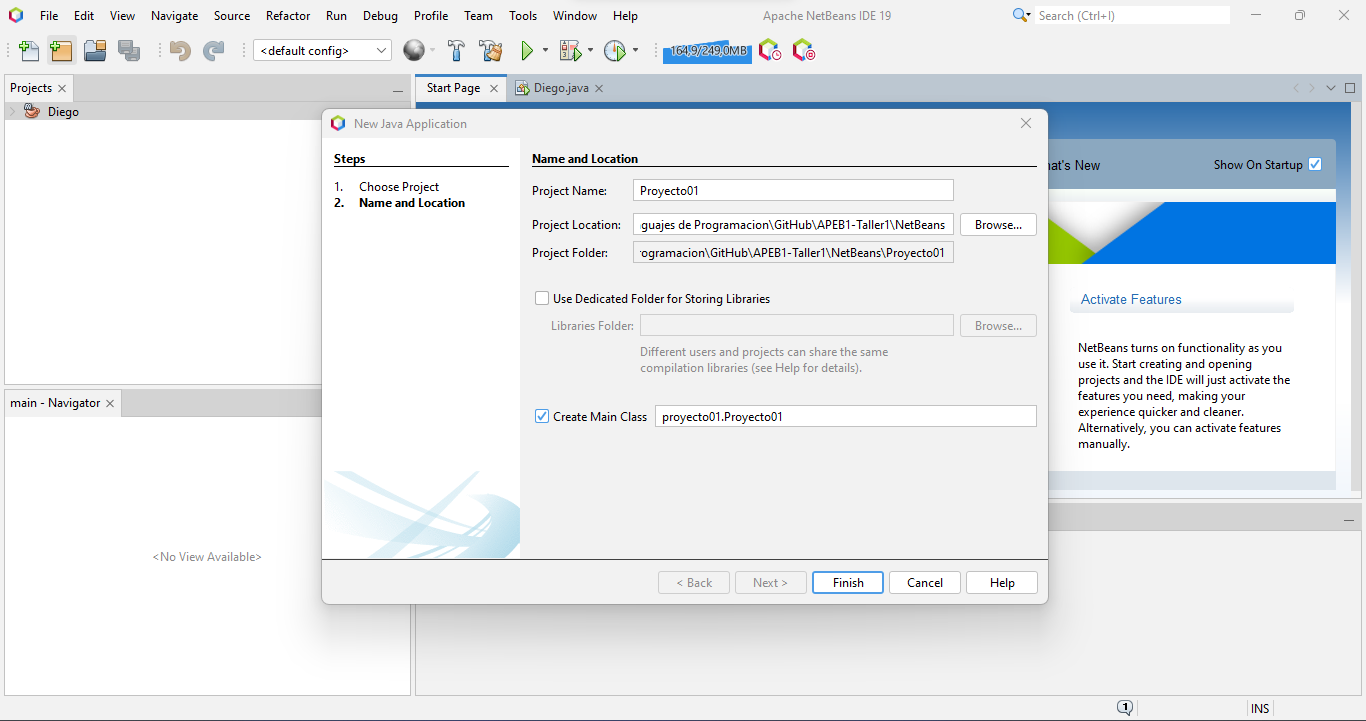 File Edit View Navigate Source Refactor Run Debug Profile Team Tools Window Help Apache NetBeans IDE 19 Search (Ctrl+I)
<default config> 164,9/249,0MB
Projects Start Page Diego.java
Diego
New Java Application
Steps
1. Choose Project
2. Name and Location
Name and Location
Project Name: Proyecto01
Project Location: guajes de Programacion\GitHub\APEB1-Taller1\NetBeans Browse...
Project Folder: ogramacion\GitHub\APEB1-Taller1\NetBeans\Proyecto01
Use Dedicated Folder for Storing Libraries
Libraries Folder: Browse...
Different users and projects can share the same
compilation libraries (see Help for details).
Create Main Class proyecto01.Proyecto01
< Back Next > Finish Cancel Help
at's New Show On Startup
Activate Features
NetBeans turns on functionality as you
use it. Start creating and opening
projects and the IDE will just activate the
features you need, making your
experience quicker and cleaner.
Alternatively, you can activate features
manually.
main - Navigator
<No View Available>
1 INS